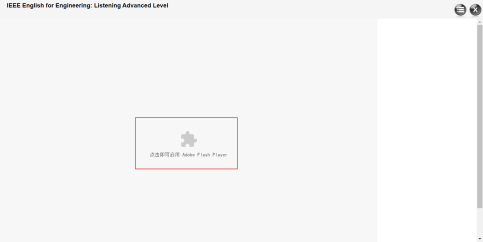 IEEE English for Engineering: Listening Advanced Level
点击即可启用 Adobe Flash Player